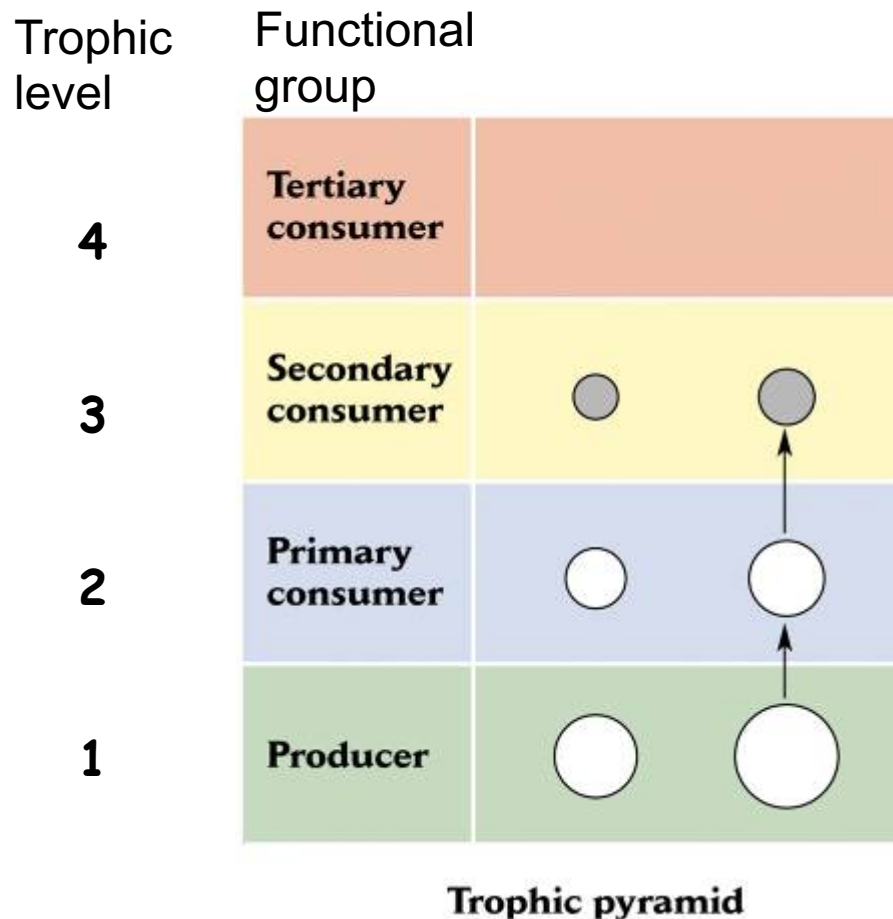 Trophic
level
Functional
group
4
Tertiary
consumer
3
Secondary
consumer
2
Primary
consumer
1
Producer
Trophic pyramid